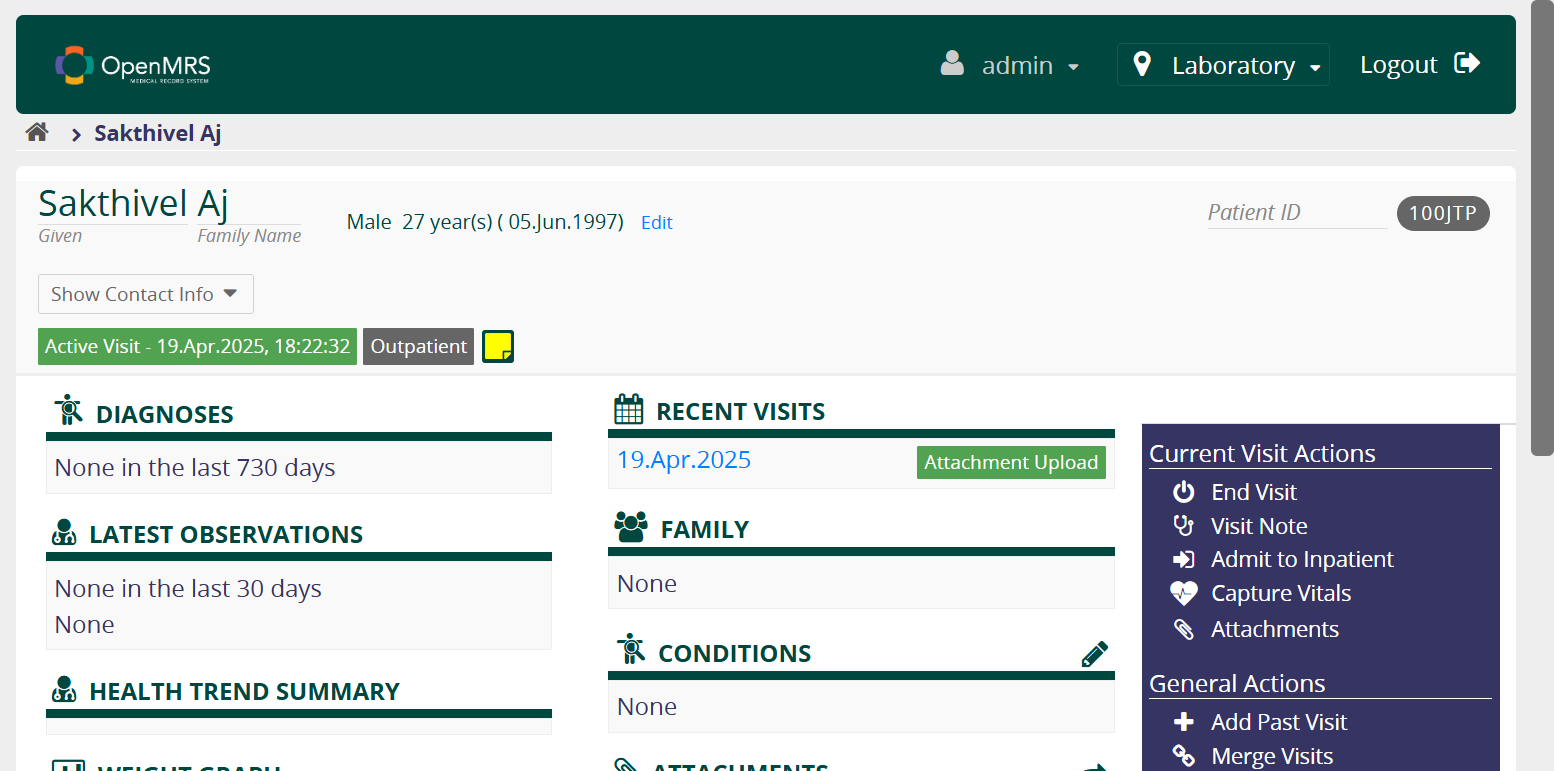 OpenMRS
MEDICAL RECORD SYSTEM
admin
Laboratory
Logout
Sakthivel Aj
Sakthivel Aj
Given Family Name
Male 27 year(s) ( 05.Jun.1997) Edit
Patient ID 100JTP
Show Contact Info
Active Visit - 19.Apr.2025, 18:22:32 Outpatient
DIAGNOSES
None in the last 730 days
LATEST OBSERVATIONS
None in the last 30 days
None
HEALTH TREND SUMMARY
WEIGHT GRAPH
RECENT VISITS
19.Apr.2025 Attachment Upload
FAMILY
None
CONDITIONS
None
ATTACHMENTS
Current Visit Actions
End Visit
Visit Note
Admit to Inpatient
Capture Vitals
Attachments
General Actions
Add Past Visit
Merge Visits